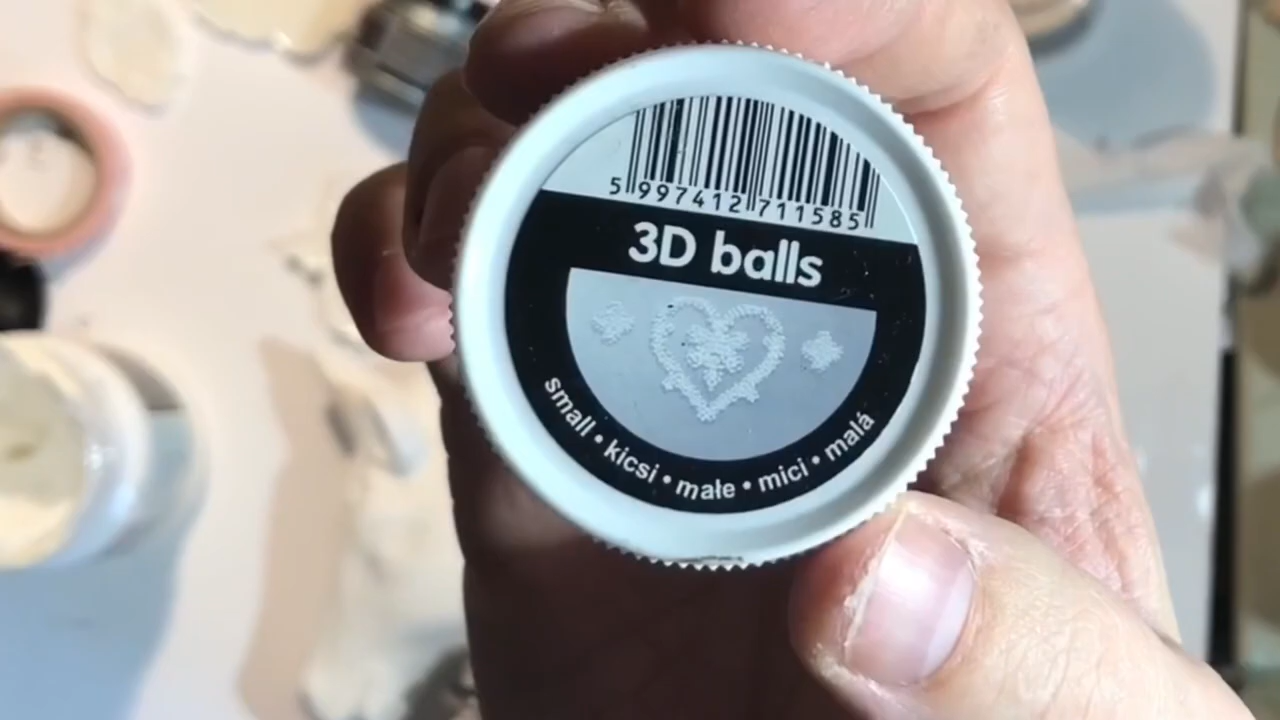 5 997412 711585
3D balls
small • kicsi • małe • mici • malá